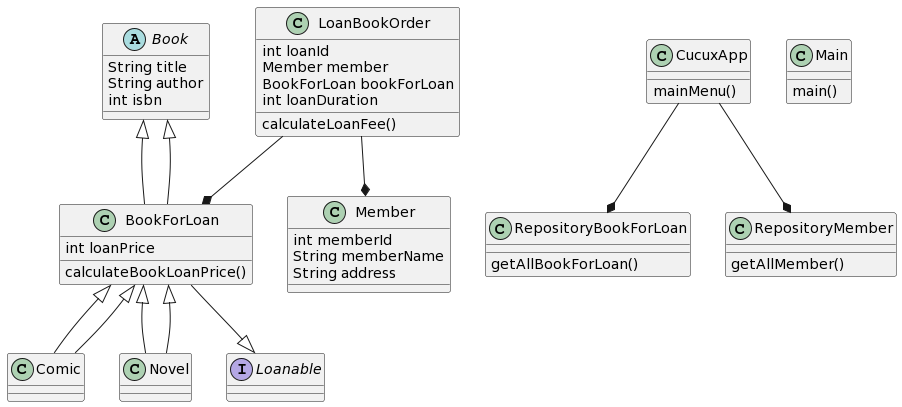 A Book
String title
String author
int isbn
C LoanBookOrder
int loanId
Member member
BookForLoan bookForLoan
int loanDuration
calculateLoanFee()
C CucuxApp
mainMenu()
C Main
main()
C BookForLoan
int loanPrice
calculateBookLoanPrice()
C Member
int memberId
String memberName
String address
C RepositoryBookForLoan
getAllBookForLoan()
C RepositoryMember
getAllMember()
C Comic
C Novel
I Loanable